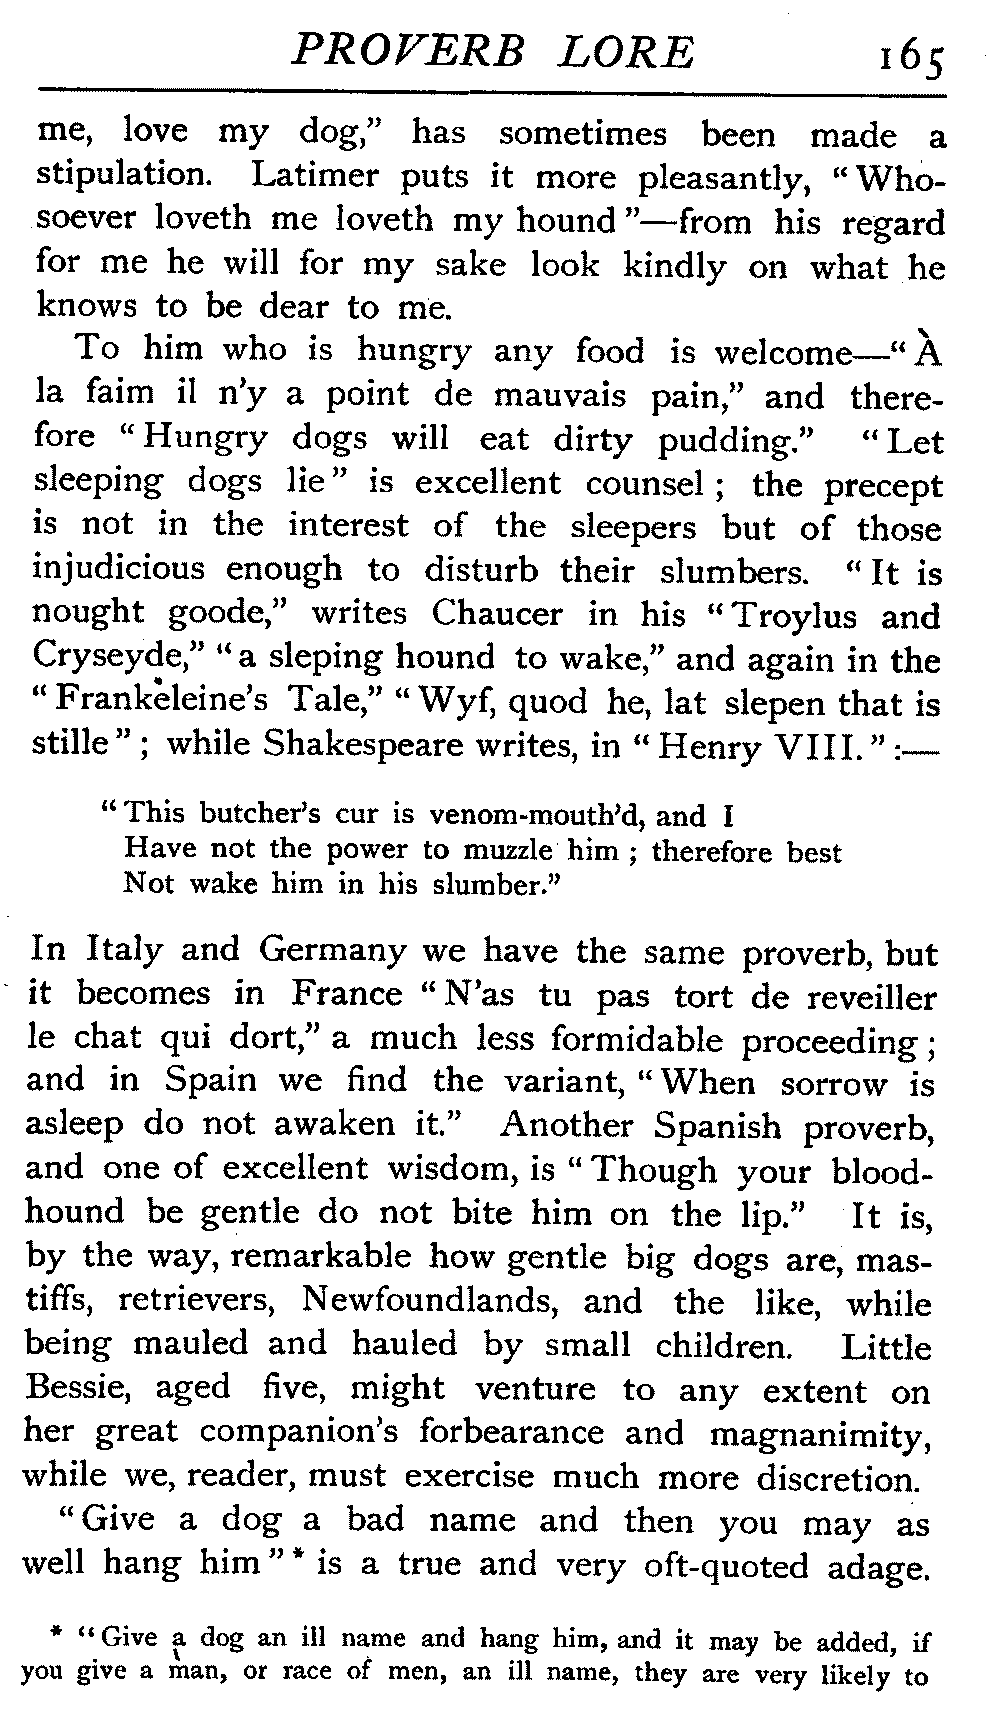 PROVERB LORE 165
me, love my dog,” has sometimes been made a
stipulation. Latimer puts it more pleasantly, “Who-
soever loveth me loveth my hound”—from his regard
for me he will for my sake look kindly on what he
knows to be dear to me.
To him who is hungry any food is welcome—“À
la faim il n’y a point de mauvais pain,” and there-
fore “Hungry dogs will eat dirty pudding.” “Let
sleeping dogs lie” is excellent counsel; the precept
is not in the interest of the sleepers but of those
injudicious enough to disturb their slumbers. “It is
nought goode,” writes Chaucer in his “Troylus and
Cryseyde,” “a sleping hound to wake,” and again in the
“Frankèleine’s Tale,” “Wyf, quod he, lat slepen that is
stille”; while Shakespeare writes, in “Henry VIII.”:—
“This butcher’s cur is venom-mouth’d, and I
Have not the power to muzzle him; therefore best
Not wake him in his slumber.”
In Italy and Germany we have the same proverb, but
it becomes in France “N’as tu pas tort de reveiller
le chat qui dort,” a much less formidable proceeding;
and in Spain we find the variant, “When sorrow is
asleep do not awaken it.” Another Spanish proverb,
and one of excellent wisdom, is “Though your blood-
hound be gentle do not bite him on the lip.” It is,
by the way, remarkable how gentle big dogs are, mas-
tiffs, retrievers, Newfoundlands, and the like, while
being mauled and hauled by small children. Little
Bessie, aged five, might venture to any extent on
her great companion’s forbearance and magnanimity,
while we, reader, must exercise much more discretion.
“Give a dog a bad name and then you may as
well hang him”* is a true and very oft-quoted adage.
* “Give a dog an ill name and hang him, and it may be added, if
you give a man, or race of men, an ill name, they are very likely to